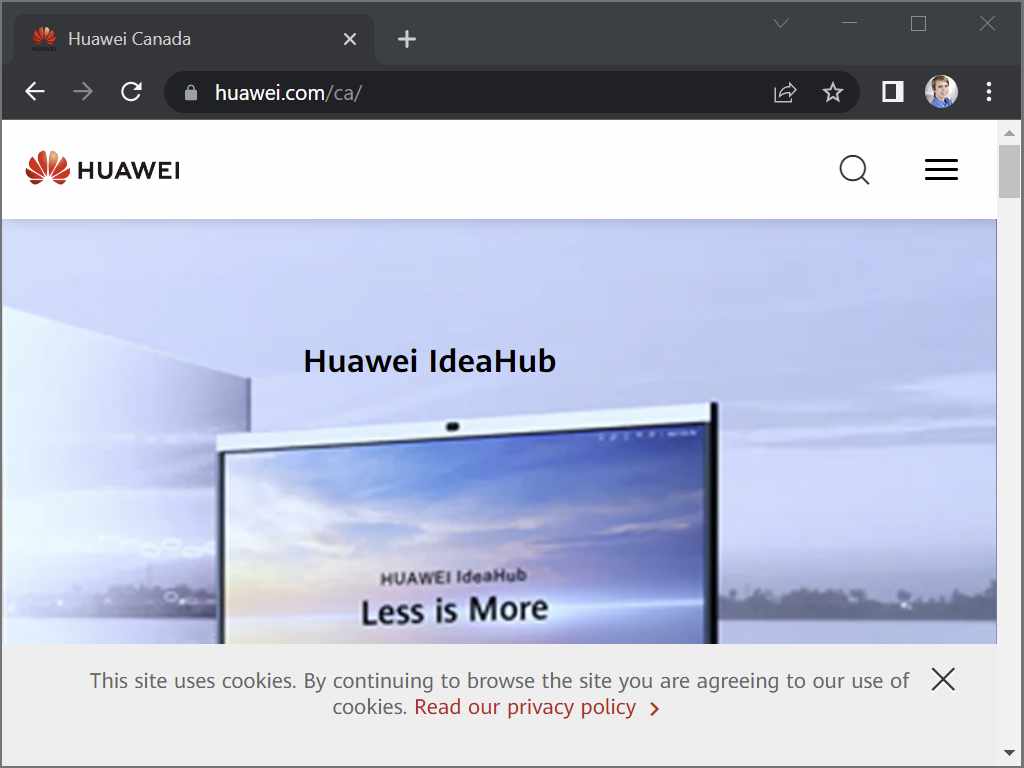 Huawei Canada
huawei.com/ca/
HUAWEI
Huawei IdeaHub
HUAWEI IdeaHub
Less is More
This site uses cookies. By continuing to browse the site you are agreeing to our use of
cookies. Read our privacy policy